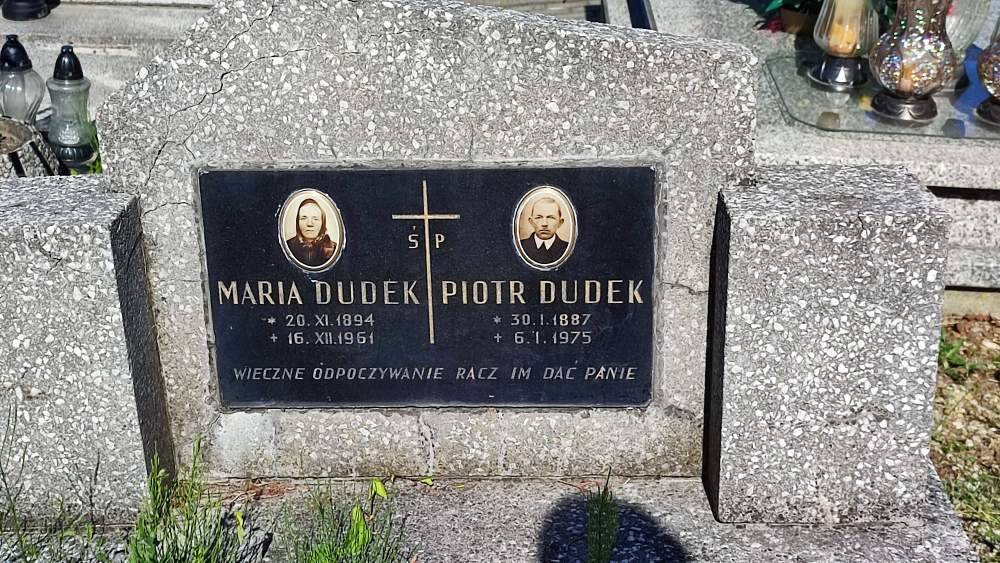 Ś P
MARIA DUDEK PIOTR DUDEK
* 20. XI. 1894 * 30. I. 1887
+ 16. XII. 1961 + 6. I. 1975
WIECZNE ODPOCZYWANIE RACZ IM DAĆ PANIE